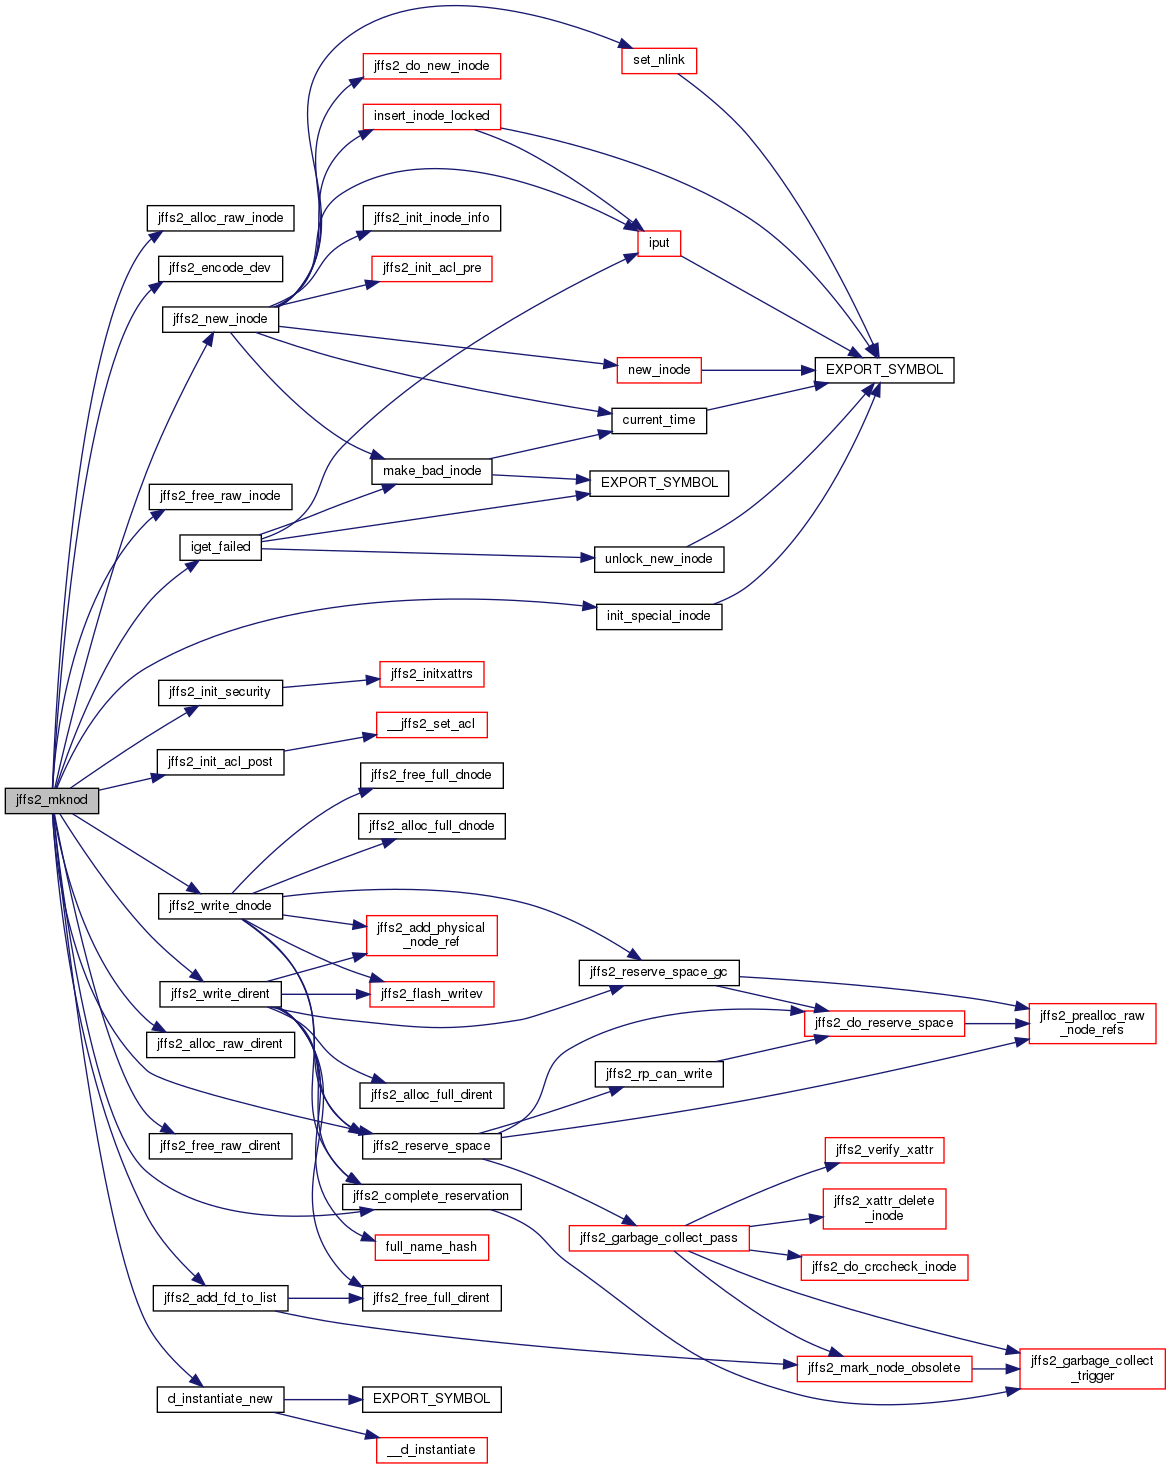 set_nlink
jffs2_do_new_inode
insert_inode_locked
jffs2_alloc_raw_inode
jffs2_init_inode_info
iput
jffs2_encode_dev
jffs2_init_acl_pre
jffs2_new_inode
new_inode
EXPORT_SYMBOL
current_time
make_bad_inode
EXPORT_SYMBOL
jffs2_free_raw_inode
iget_failed
unlock_new_inode
init_special_inode
jffs2_initxattrs
jffs2_init_security
__jffs2_set_acl
jffs2_init_acl_post
jffs2_free_full_dnode
jffs2_mknod
jffs2_alloc_full_dnode
jffs2_write_dnode
jffs2_add_physical
_node_ref
jffs2_reserve_space_gc
jffs2_write_dirent
jffs2_flash_writev
jffs2_prealloc_raw
_node_refs
jffs2_do_reserve_space
jffs2_alloc_raw_dirent
jffs2_rp_can_write
jffs2_alloc_full_dirent
jffs2_free_raw_dirent
jffs2_reserve_space
jffs2_verify_xattr
jffs2_complete_reservation
jffs2_xattr_delete
_inode
jffs2_garbage_collect_pass
full_name_hash
jffs2_do_crccheck_inode
jffs2_add_fd_to_list
jffs2_free_full_dirent
jffs2_mark_node_obsolete
jffs2_garbage_collect
_trigger
d_instantiate_new
EXPORT_SYMBOL
__d_instantiate